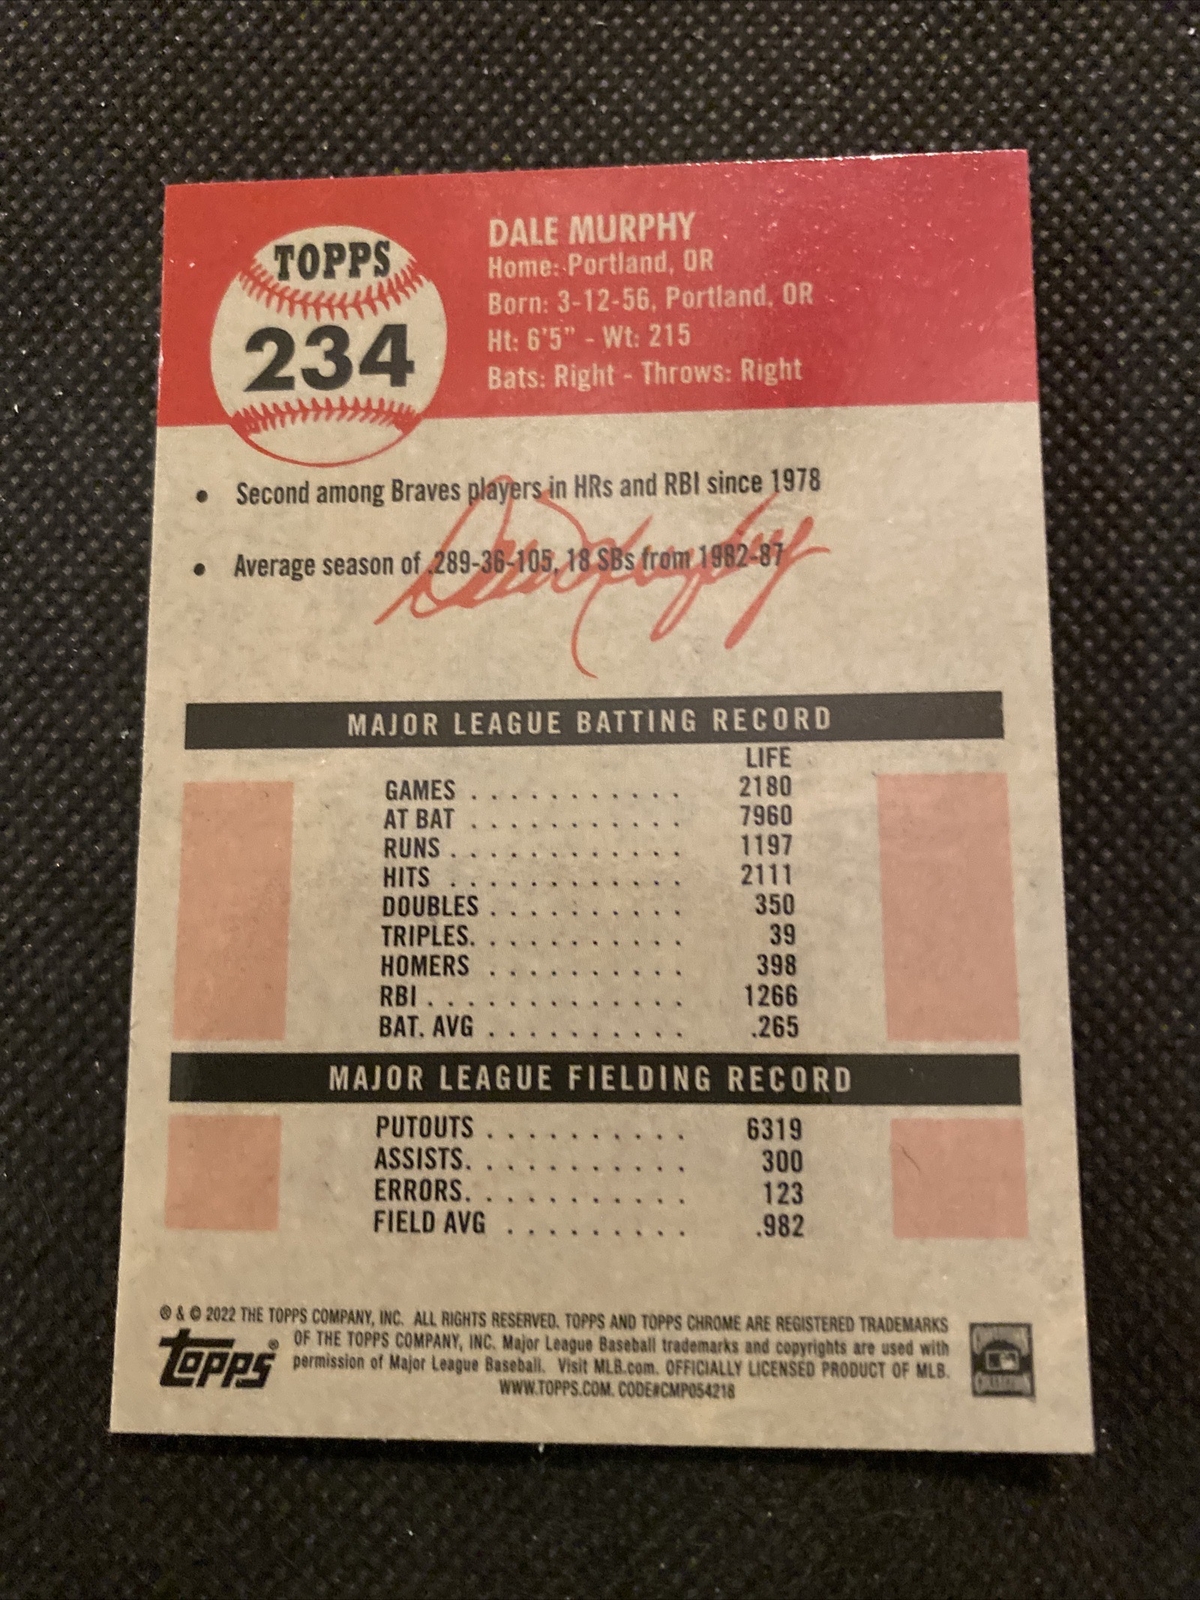 TOPPS
234
DALE MURPHY
Home: Portland, OR
Born: 3-12-56, Portland, OR
Ht: 6'5" - Wt: 215
Bats: Right - Throws: Right
• Second among Braves players in HRs and RBI since 1978
• Average season of .289-36-105, 18 SBs from 1982-87
Dale Murphy
MAJOR LEAGUE BATTING RECORD
LIFE
GAMES . . . . . . . . . . . 2180
AT BAT . . . . . . . . . . . 7960
RUNS . . . . . . . . . . . . 1197
HITS . . . . . . . . . . . . 2111
DOUBLES . . . . . . . . . . 350
TRIPLES. . . . . . . . . . . 39
HOMERS . . . . . . . . . . 398
RBI . . . . . . . . . . . . . 1266
BAT. AVG . . . . . . . . . . .265
MAJOR LEAGUE FIELDING RECORD
PUTOUTS . . . . . . . . . . 6319
ASSISTS. . . . . . . . . . . 300
ERRORS. . . . . . . . . . . 123
FIELD AVG . . . . . . . . . .982
® & © 2022 THE TOPPS COMPANY, INC. ALL RIGHTS RESERVED. TOPPS AND TOPPS CHROME ARE REGISTERED TRADEMARKS
OF THE TOPPS COMPANY, INC. Major League Baseball trademarks and copyrights are used with
permission of Major League Baseball. Visit MLB.com. OFFICIALLY LICENSED PRODUCT OF MLB.
WWW.TOPPS.COM. CODE#CMP054218
Topps®
COLLECTION